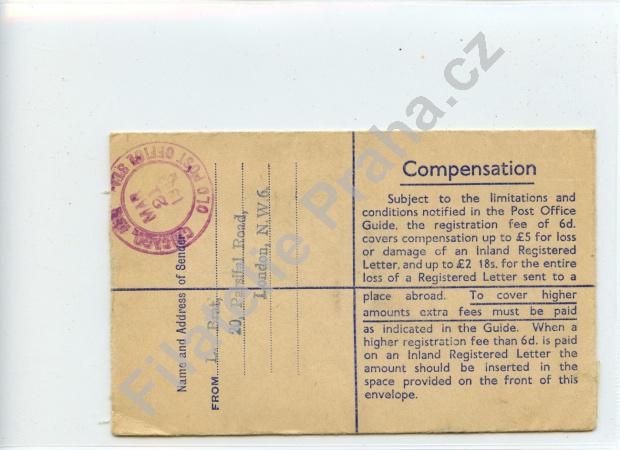 Compensation
Subject to the limitations and
conditions notified in the Post Office
Guide, the registration fee of 6d.
covers compensation up to £5 for loss
or damage of an Inland Registered
Letter, and up to £2 18s. for the entire
loss of a Registered Letter sent to a
place abroad. To cover higher
amounts extra fees must be paid
as indicated in the Guide. When a
higher registration fee than 6d. is paid
on an Inland Registered Letter the
amount should be inserted in the
space provided on the front of this
envelope.
Name and Address of Sender
FROM L.
20, Parsifal Road,
London, N.W.6.
CHICAGO
POST OFFICE
MAR
Filatelie Praha.cz